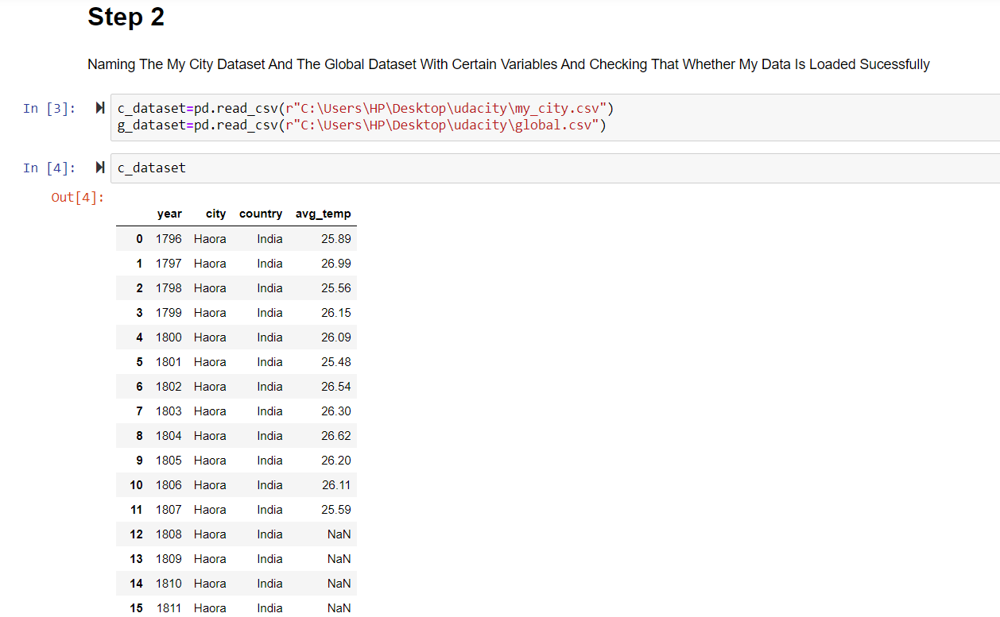 Step 2
Naming The My City Dataset And The Global Dataset With Certain Variables And Checking That Whether My Data Is Loaded Sucessfully
In [3]: c_dataset=pd.read_csv(r"C:\Users\HP\Desktop\udacity\my_city.csv")
g_dataset=pd.read_csv(r"C:\Users\HP\Desktop\udacity\global.csv")
In [4]: c_dataset
Out[4]:
year city country avg_temp
0 1796 Haora India 25.89
1 1797 Haora India 26.99
2 1798 Haora India 25.56
3 1799 Haora India 26.15
4 1800 Haora India 26.09
5 1801 Haora India 25.48
6 1802 Haora India 26.54
7 1803 Haora India 26.30
8 1804 Haora India 26.62
9 1805 Haora India 26.20
10 1806 Haora India 26.11
11 1807 Haora India 25.59
12 1808 Haora India NaN
13 1809 Haora India NaN
14 1810 Haora India NaN
15 1811 Haora India NaN